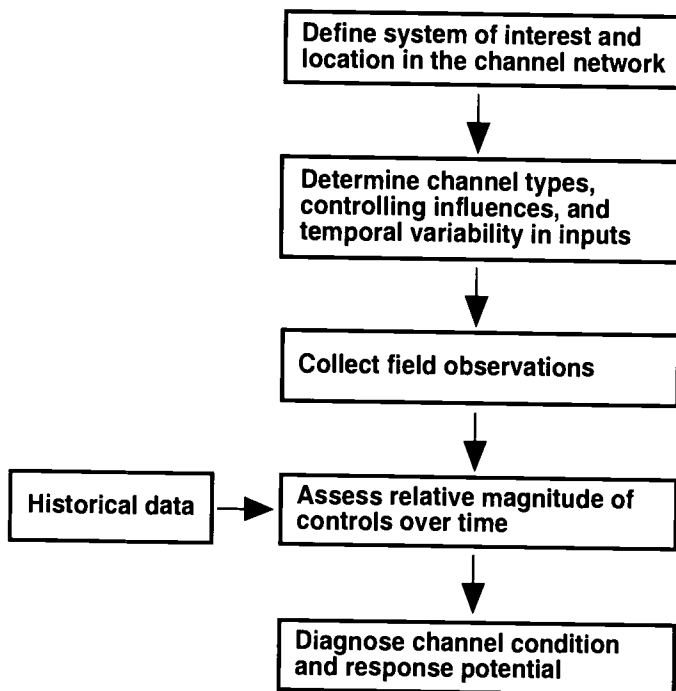 Define system of interest and
location in the channel network
Determine channel types,
controlling influences, and
temporal variability in inputs
Collect field observations
Historical data
Assess relative magnitude of
controls over time
Diagnose channel condition
and response potential